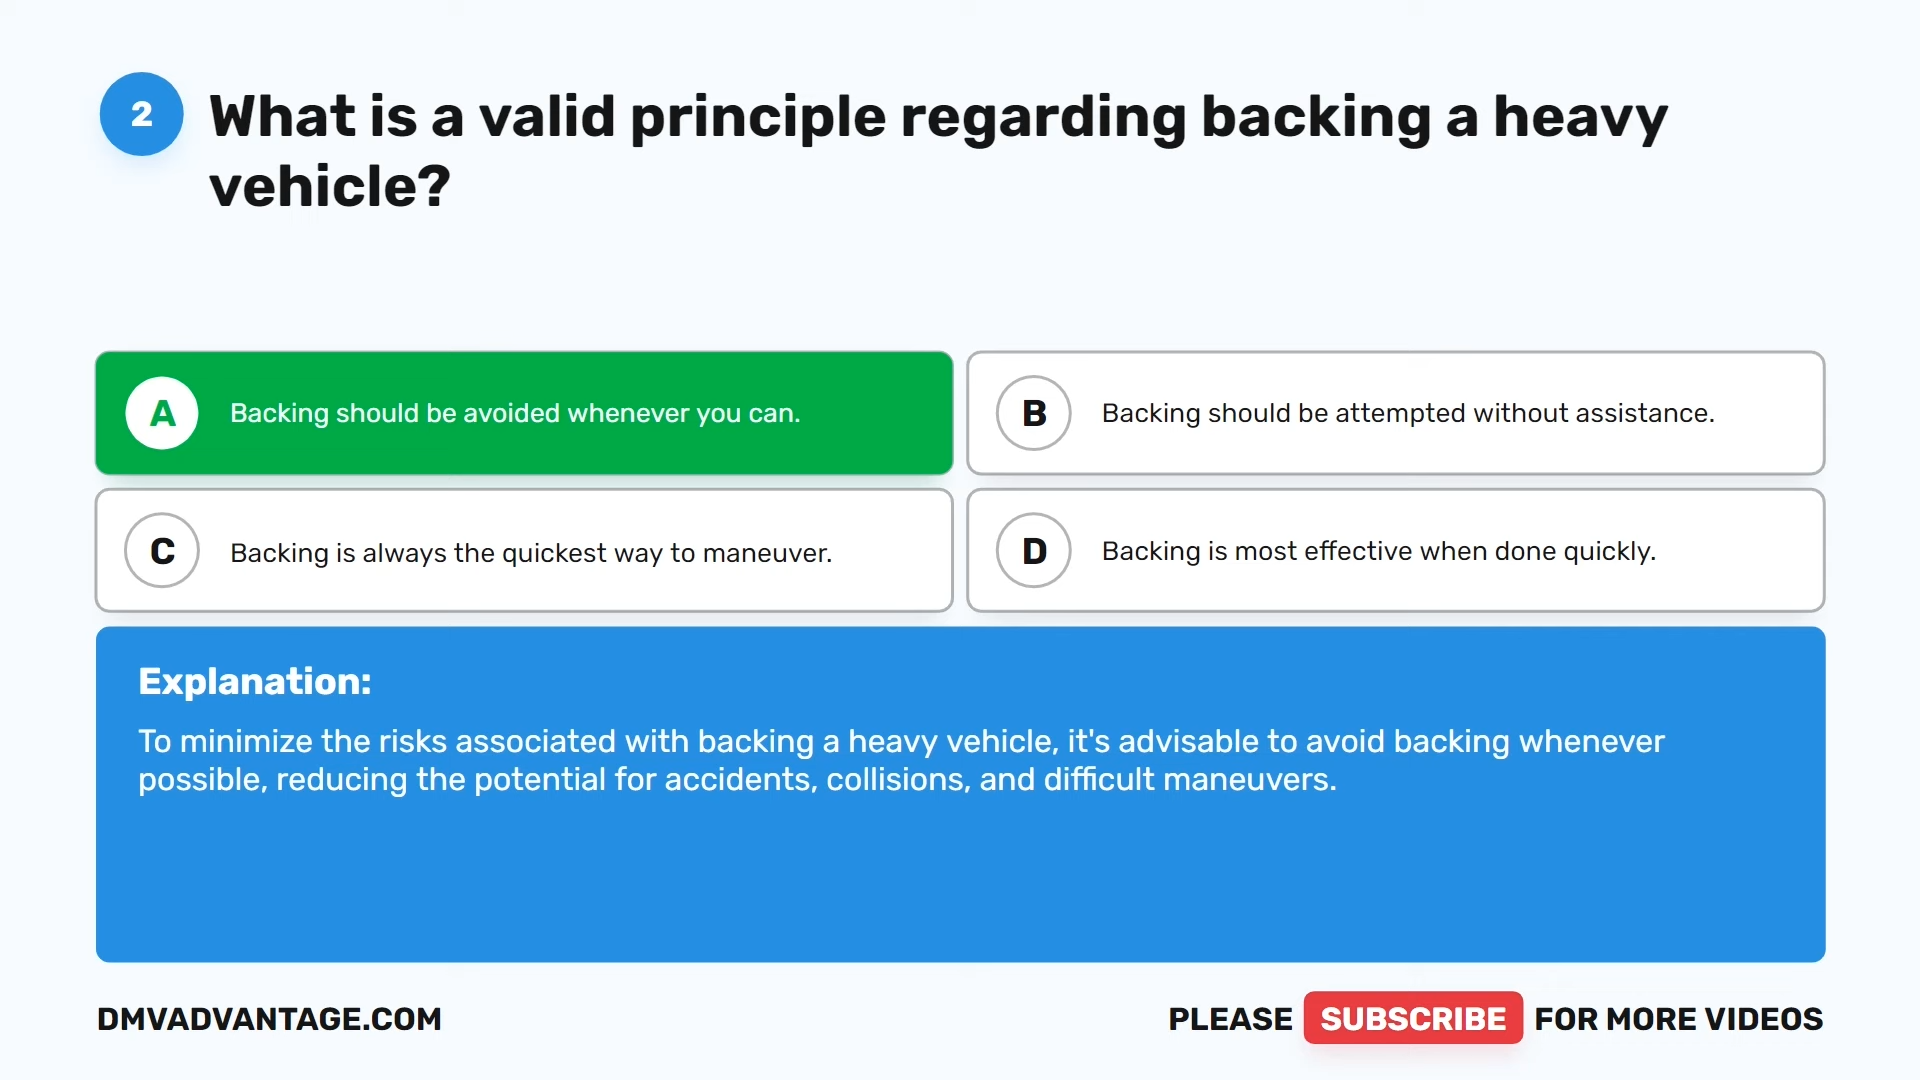 2
What is a valid principle regarding backing a heavy
vehicle?
A Backing should be avoided whenever you can.
B Backing should be attempted without assistance.
C Backing is always the quickest way to maneuver.
D Backing is most effective when done quickly.
Explanation:
To minimize the risks associated with backing a heavy vehicle, it's advisable to avoid backing whenever
possible, reducing the potential for accidents, collisions, and difficult maneuvers.
DMVADVANTAGE.COM
PLEASE SUBSCRIBE FOR MORE VIDEOS